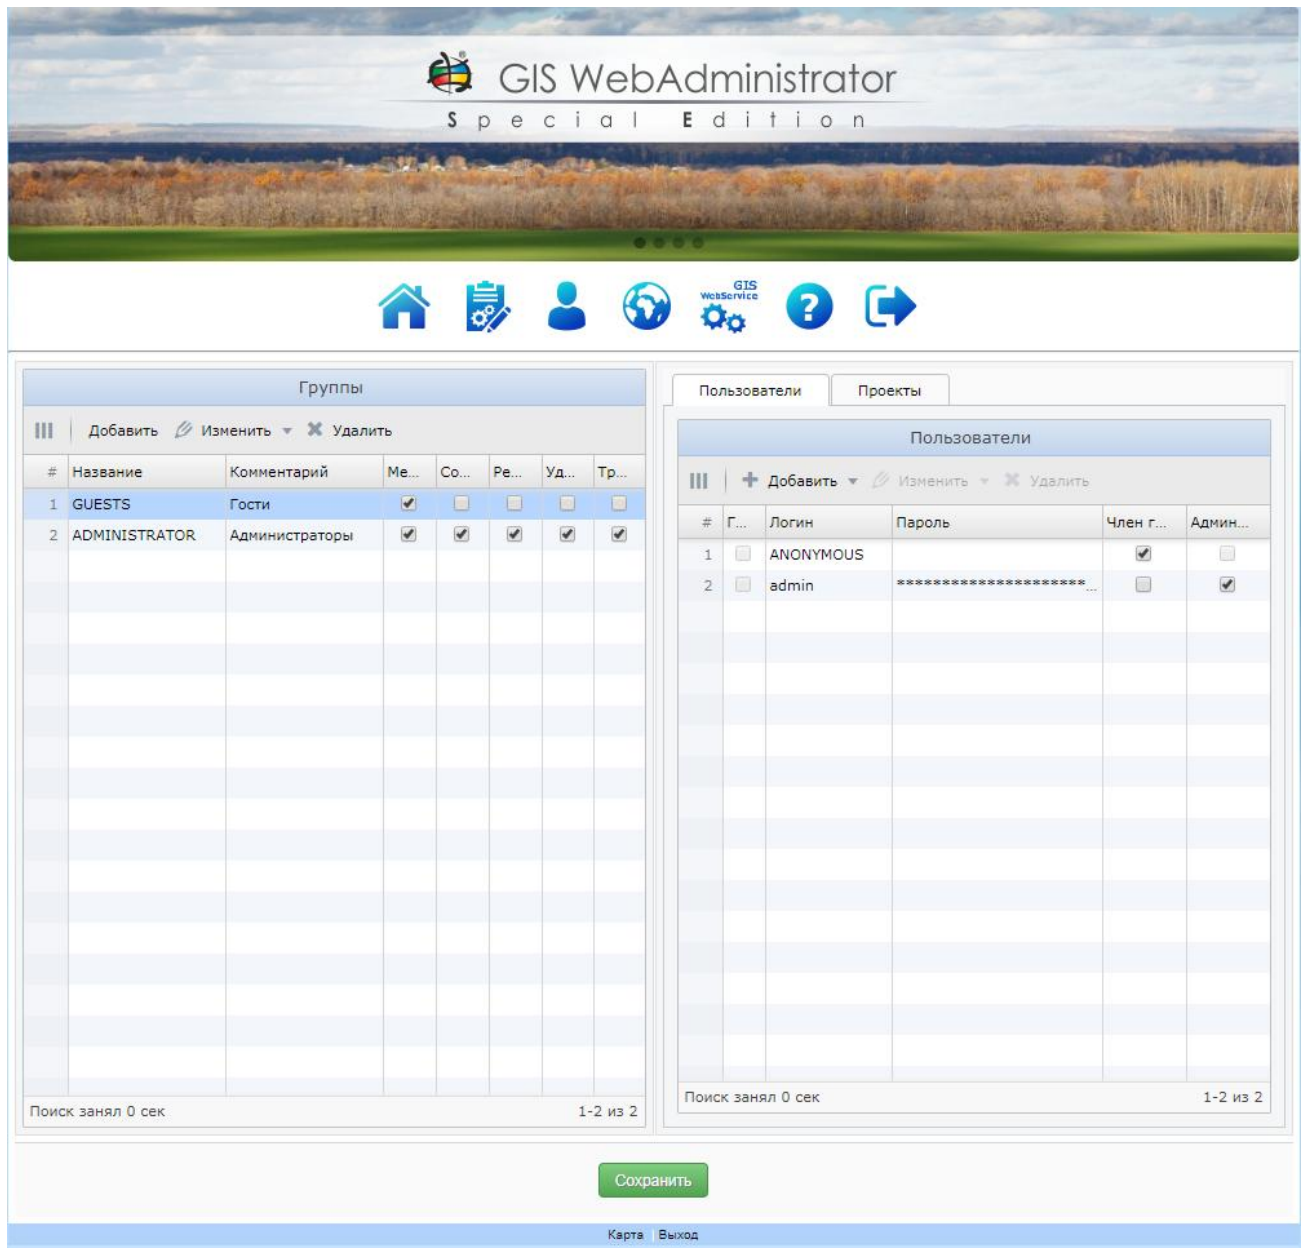 GIS WebAdministrator
Special Edition
GIS
WebService
?
Группы
Добавить Изменить Удалить
# Название Комментарий Ме... Со... Ре... Уд... Тр...
1 GUESTS Гости
2 ADMINISTRATOR Администраторы
Поиск занял 0 сек 1-2 из 2
Пользователи Проекты
Пользователи
Добавить Изменить Удалить
# Г... Логин Пароль Член г... Админ...
1 ANONYMOUS
2 admin *********************...
Поиск занял 0 сек 1-2 из 2
Сохранить
Карта | Выход